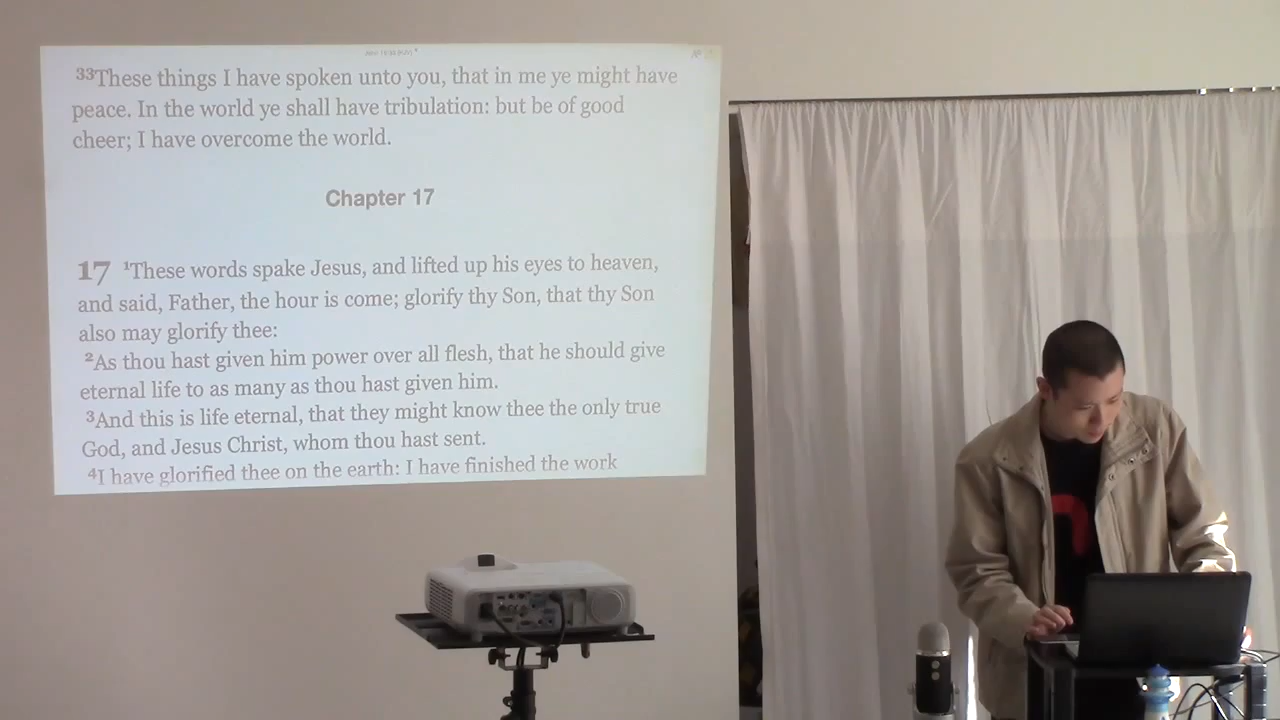 ³³These things I have spoken unto you, that in me ye might have
peace. In the world ye shall have tribulation: but be of good
cheer; I have overcome the world.
Chapter 17
17 ¹These words spake Jesus, and lifted up his eyes to heaven,
and said, Father, the hour is come; glorify thy Son, that thy Son
also may glorify thee:
²As thou hast given him power over all flesh, that he should give
eternal life to as many as thou hast given him.
³And this is life eternal, that they might know thee the only true
God, and Jesus Christ, whom thou hast sent.
⁴I have glorified thee on the earth: I have finished the work